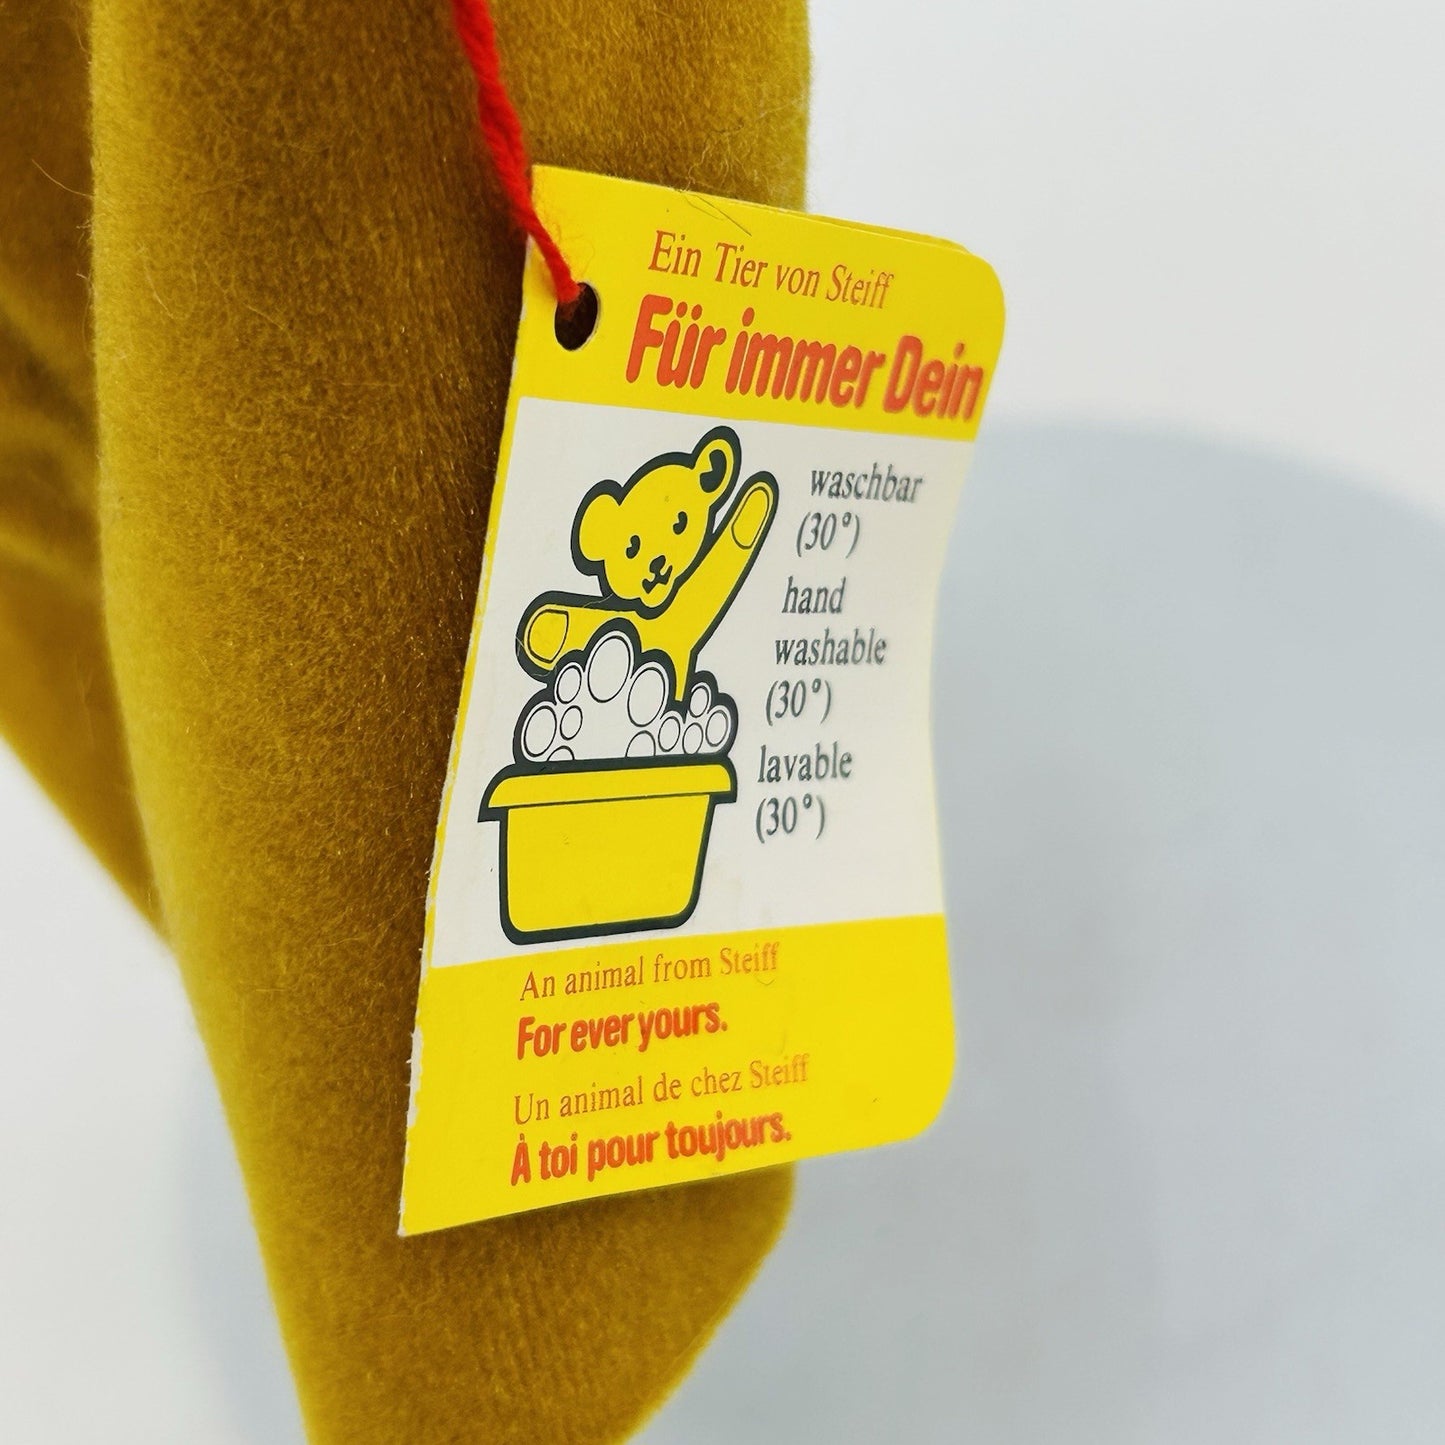 Ein Tier von Steiff
Für immer Dein
waschbar
(30°)
hand
washable
(30°)
lavable
(30°)
An animal from Steiff
For ever yours.
Un animal de chez Steiff
À toi pour toujours.